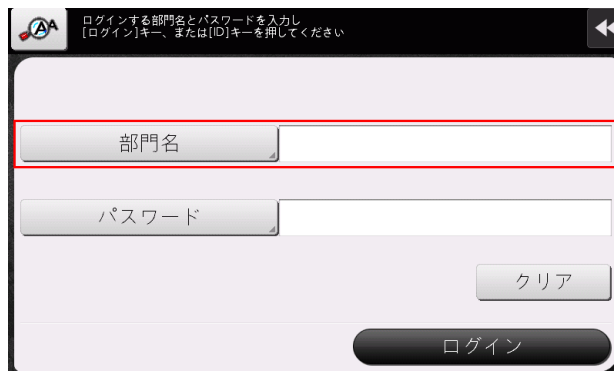 ログインする部門名とパスワードを入力し
[ログイン]キー、または[ID]キーを押してください
部門名
パスワード
クリア
ログイン